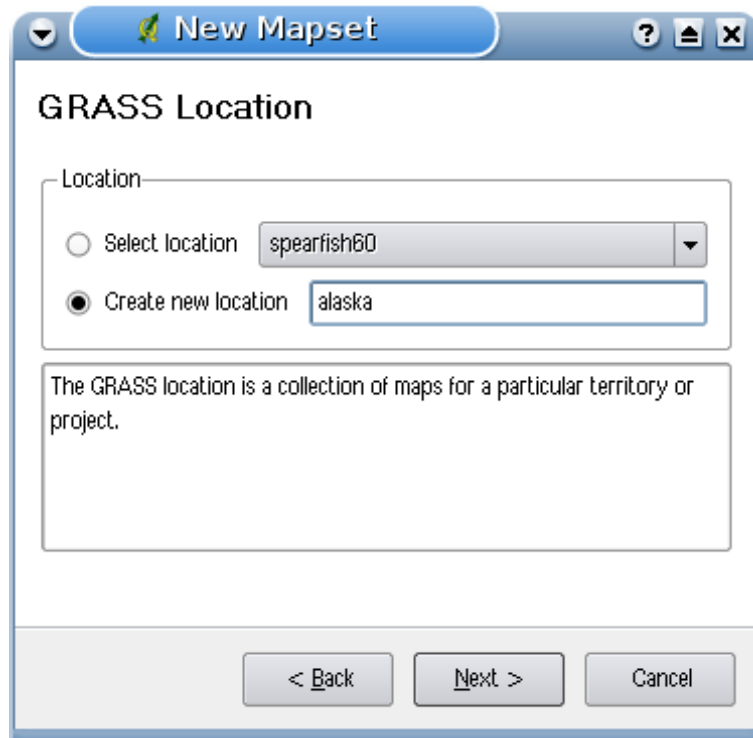 New Mapset
GRASS Location
Location
Select location spearfish60
Create new location alaska
The GRASS location is a collection of maps for a particular territory or
project.
< Back Next > Cancel